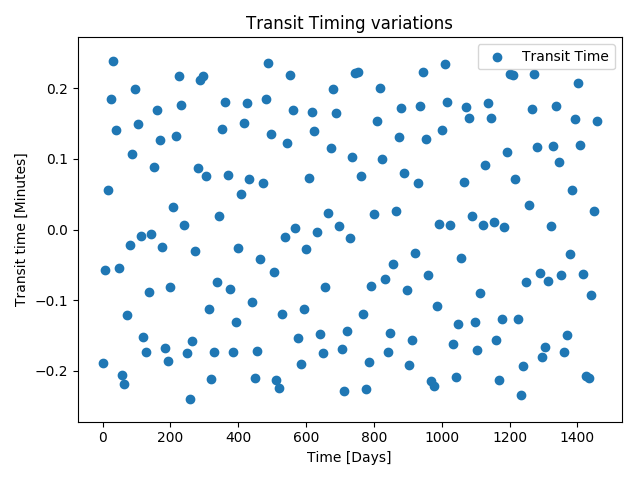 Transit Timing variations
Transit Time
Transit time [Minutes]
0.2
0.1
0.0
−0.1
−0.2
0 200 400 600 800 1000 1200 1400
Time [Days]